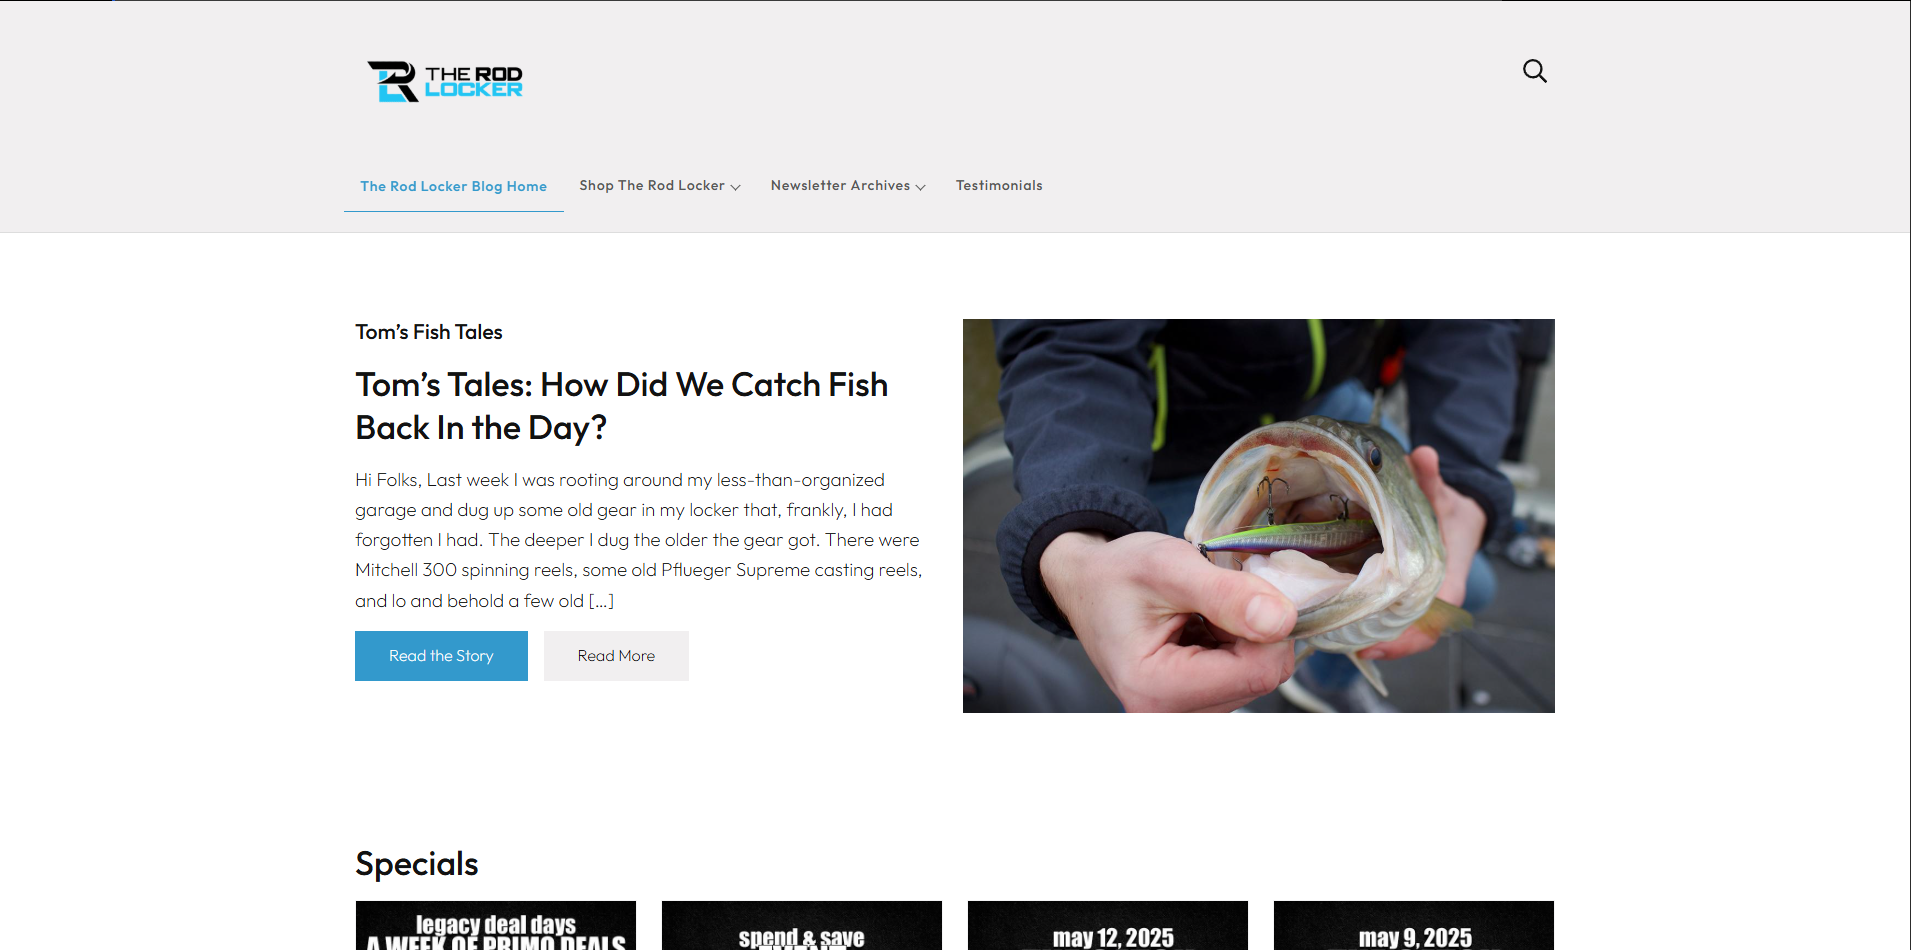 THE ROD
LOCKER
The Rod Locker Blog Home
Shop The Rod Locker
Newsletter Archives
Testimonials
Tom’s Fish Tales
Tom’s Tales: How Did We Catch Fish
Back In the Day?
Hi Folks, Last week I was rooting around my less-than-organized
garage and dug up some old gear in my locker that, frankly, I had
forgotten I had. The deeper I dug the older the gear got. There were
Mitchell 300 spinning reels, some old Pflueger Supreme casting reels,
and lo and behold a few old […]
Read the Story
Read More
Specials
legacy deal days
A WEEK OF PRIMO DEALS
spend & save
may 12, 2025
may 9, 2025